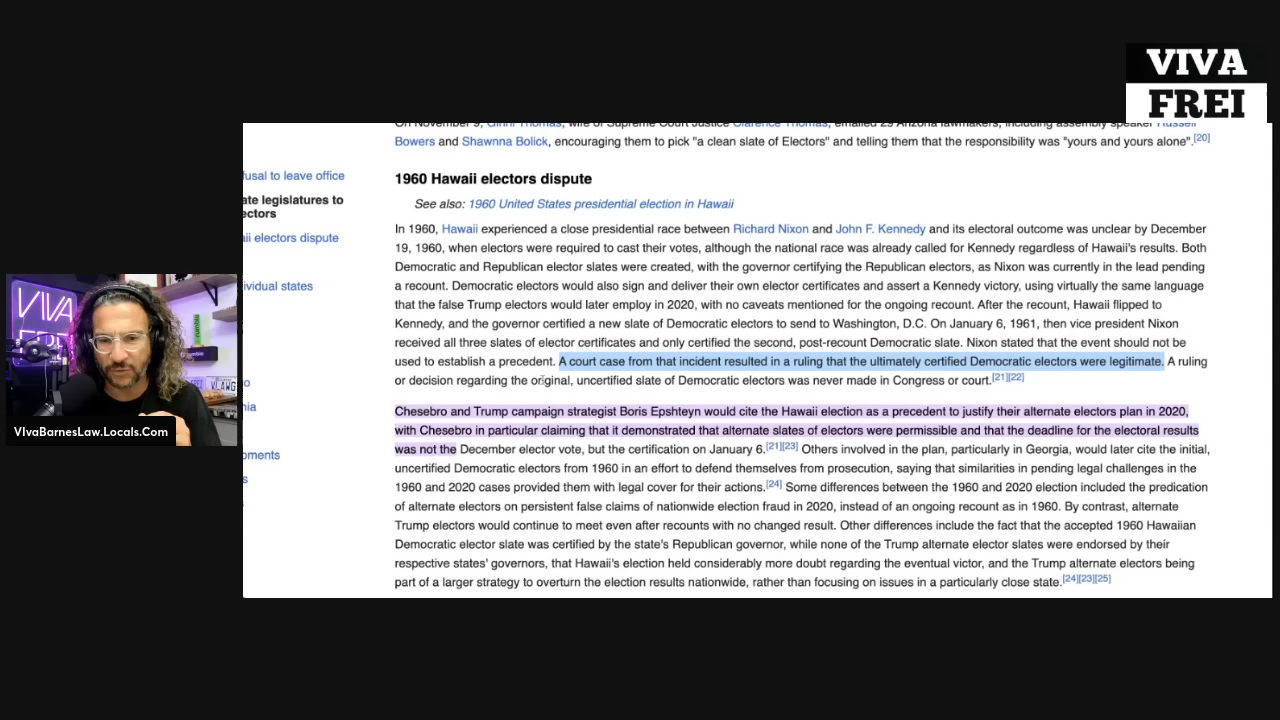 VIVA
FREI
On November 9, Ginni Thomas, wife of Supreme Court Justice Clarence Thomas, emailed 29 Arizona lawmakers, including assembly speaker Russell
Bowers and Shawnna Bolick, encouraging them to pick "a clean slate of Electors" and telling them that the responsibility was "yours and yours alone".[20]
fusal to leave office
ate legislatures to
ectors
aii electors dispute
ividual states
o
nia
oments
s
1960 Hawaii electors dispute
See also: 1960 United States presidential election in Hawaii
In 1960, Hawaii experienced a close presidential race between Richard Nixon and John F. Kennedy and its electoral outcome was unclear by December
19, 1960, when electors were required to cast their votes, although the national race was already called for Kennedy regardless of Hawaii's results. Both
Democratic and Republican elector slates were created, with the governor certifying the Republican electors, as Nixon was currently in the lead pending
a recount. Democratic electors would also sign and deliver their own elector certificates and assert a Kennedy victory, using virtually the same language
that the false Trump electors would later employ in 2020, with no caveats mentioned for the ongoing recount. After the recount, Hawaii flipped to
Kennedy, and the governor certified a new slate of Democratic electors to send to Washington, D.C. On January 6, 1961, then vice president Nixon
received all three slates of elector certificates and only certified the second, post-recount Democratic slate. Nixon stated that the event should not be
used to establish a precedent. A court case from that incident resulted in a ruling that the ultimately certified Democratic electors were legitimate. A ruling
or decision regarding the original, uncertified slate of Democratic electors was never made in Congress or court.[21][22]
Chesebro and Trump campaign strategist Boris Epshteyn would cite the Hawaii election as a precedent to justify their alternate electors plan in 2020,
with Chesebro in particular claiming that it demonstrated that alternate slates of electors were permissible and that the deadline for the electoral results
was not the December elector vote, but the certification on January 6.[21][23] Others involved in the plan, particularly in Georgia, would later cite the initial,
uncertified Democratic electors from 1960 in an effort to defend themselves from prosecution, saying that similarities in pending legal challenges in the
1960 and 2020 cases provided them with legal cover for their actions.[24] Some differences between the 1960 and 2020 election included the predication
of alternate electors on persistent false claims of nationwide election fraud in 2020, instead of an ongoing recount as in 1960. By contrast, alternate
Trump electors would continue to meet even after recounts with no changed result. Other differences include the fact that the accepted 1960 Hawaiian
Democratic elector slate was certified by the state's Republican governor, while none of the Trump alternate elector slates were endorsed by their
respective states' governors, that Hawaii's election held considerably more doubt regarding the eventual victor, and the Trump alternate electors being
part of a larger strategy to overturn the election results nationwide, rather than focusing on issues in a particularly close state.[24][23][25]
VIVA
rumble
VLAWG
VIvaBarnesLaw.Locals.Com